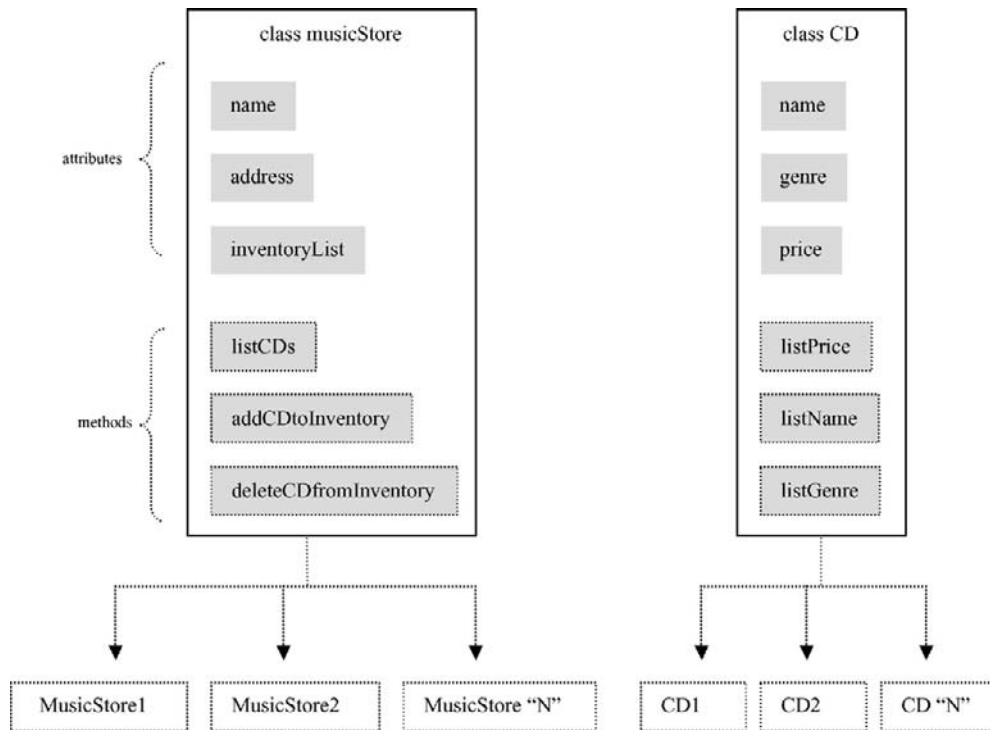 class musicStore
attributes
name
address
inventoryList
methods
listCDs
addCDtoInventory
deleteCDfromInventory
MusicStore1
MusicStore2
MusicStore “N”
class CD
name
genre
price
listPrice
listName
listGenre
CD1
CD2
CD “N”